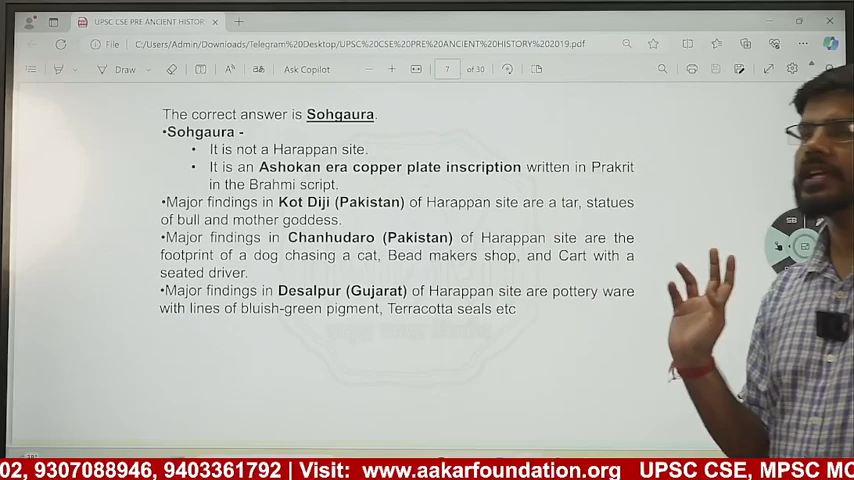 UPSC CSE PRE ANCIENT HISTOR
File C:/Users/Admin/Downloads/Telegram%20Desktop/UPSC%20CSE%20PRE%20ANCIENT%20HISTORY%202019.pdf
Draw Ask Copilot 7 of 30
The correct answer is Sohgaura.
•Sohgaura -
• It is not a Harappan site.
• It is an Ashokan era copper plate inscription written in Prakrit
in the Brahmi script.
•Major findings in Kot Diji (Pakistan) of Harappan site are a tar, statues
of bull and mother goddess.
•Major findings in Chanhudaro (Pakistan) of Harappan site are the
footprint of a dog chasing a cat, Bead makers shop, and Cart with a
seated driver.
•Major findings in Desalpur (Gujarat) of Harappan site are pottery ware
with lines of bluish-green pigment, Terracotta seals etc
SB
02, 9307088946, 9403361792 | Visit: www.aakarfoundation.org UPSC CSE, MPSC MC